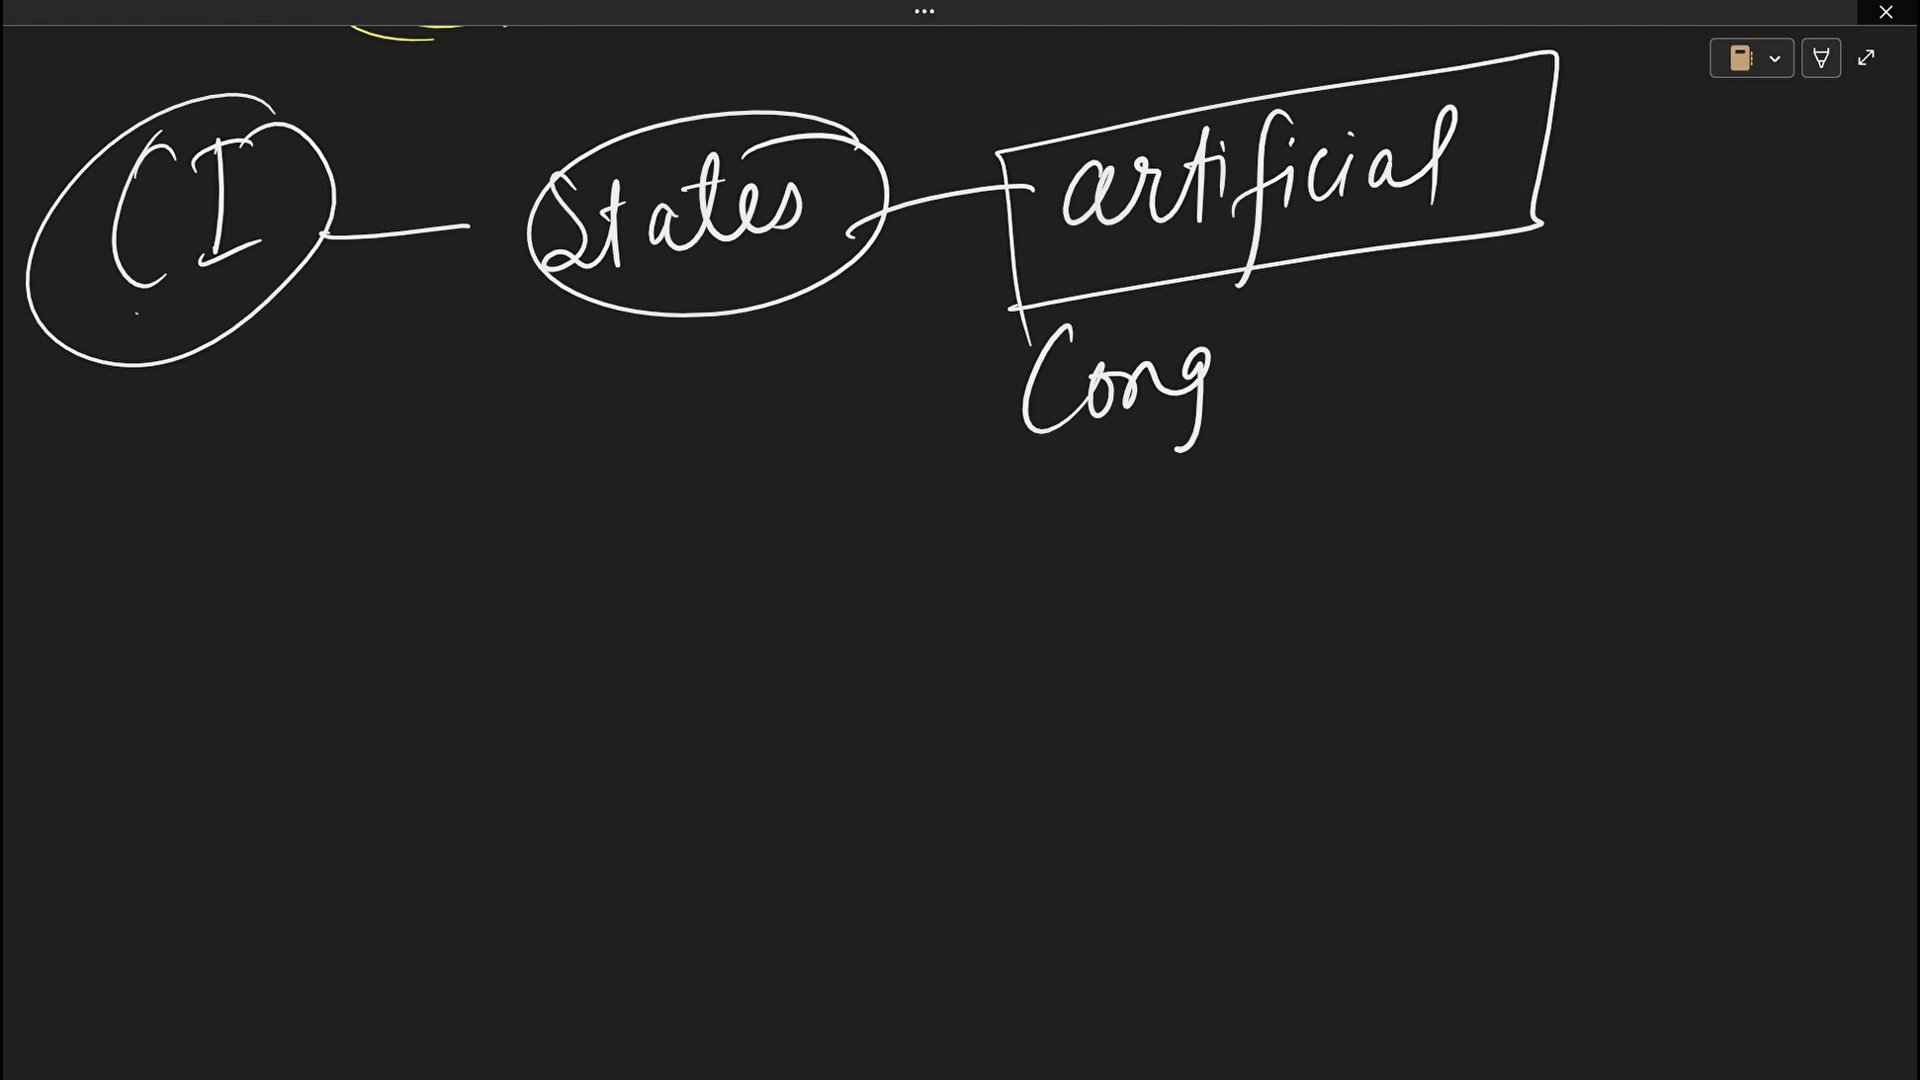 CI — States — artificial
Cong